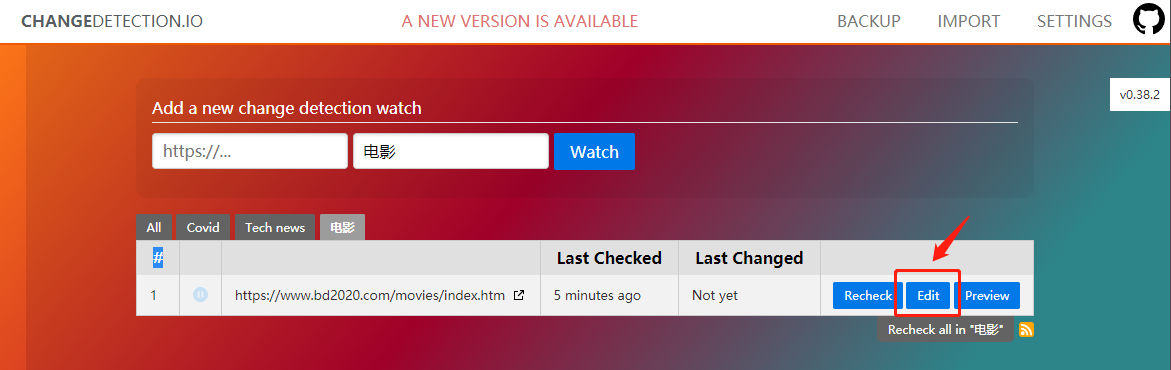 CHANGEDETECTION.IO A NEW VERSION IS AVAILABLE BACKUP IMPORT SETTINGS
v0.38.2
Add a new change detection watch
https://... 电影 Watch
All Covid Tech news 电影
# Last Checked Last Changed
1 https://www.bd2020.com/movies/index.htm 5 minutes ago Not yet Recheck Edit Preview
Recheck all in "电影"